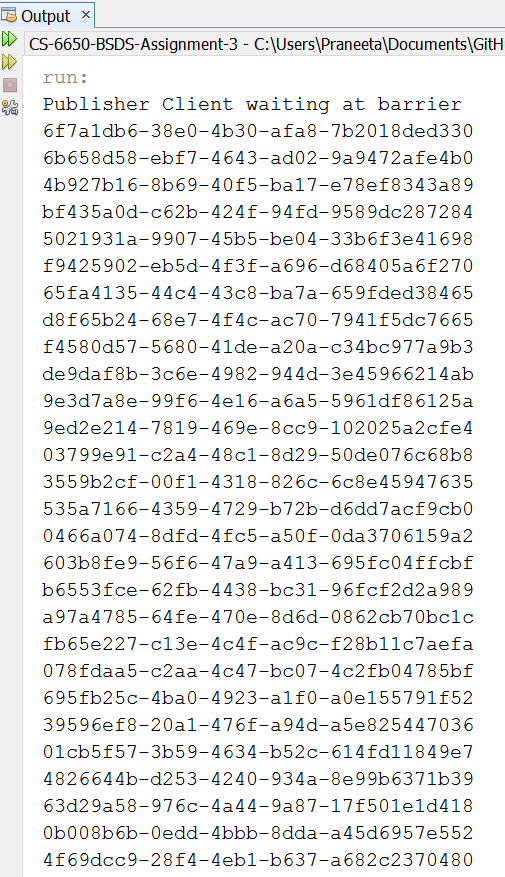 Output ×
CS-6650-BSDS-Assignment-3 - C:\Users\Praneeta\Documents\GitH
run:
Publisher Client waiting at barrier
6f7a1db6-38e0-4b30-afa8-7b2018ded330
6b658d58-ebf7-4643-ad02-9a9472afe4b0
4b927b16-8b69-40f5-ba17-e78ef8343a89
bf435a0d-c62b-424f-94fd-9589dc287284
5021931a-9907-45b5-be04-33b6f3e41698
f9425902-eb5d-4f3f-a696-d68405a6f270
65fa4135-44c4-43c8-ba7a-659fded38465
d8f65b24-68e7-4f4c-ac70-7941f5dc7665
f4580d57-5680-41de-a20a-c34bc977a9b3
de9daf8b-3c6e-4982-944d-3e45966214ab
9e3d7a8e-99f6-4e16-a6a5-5961df86125a
9ed2e214-7819-469e-8cc9-102025a2cfe4
03799e91-c2a4-48c1-8d29-50de076c68b8
3559b2cf-00f1-4318-826c-6c8e45947635
535a7166-4359-4729-b72b-d6dd7acf9cb0
0466a074-8dfd-4fc5-a50f-0da3706159a2
603b8fe9-56f6-47a9-a413-695fc04ffcbf
b6553fce-62fb-4438-bc31-96fcf2d2a989
a97a4785-64fe-470e-8d6d-0862cb70bc1c
fb65e227-c13e-4c4f-ac9c-f28b11c7aefa
078fdaa5-c2aa-4c47-bc07-4c2fb04785bf
695fb25c-4ba0-4923-a1f0-a0e155791f52
39596ef8-20a1-476f-a94d-a5e825447036
01cb5f57-3b59-4634-b52c-614fd11849e7
4826644b-d253-4240-934a-8e99b6371b39
63d29a58-976c-4a44-9a87-17f501e1d418
0b008b6b-0edd-4bbb-8dda-a45d6957e552
4f69dcc9-28f4-4eb1-b637-a682c2370480